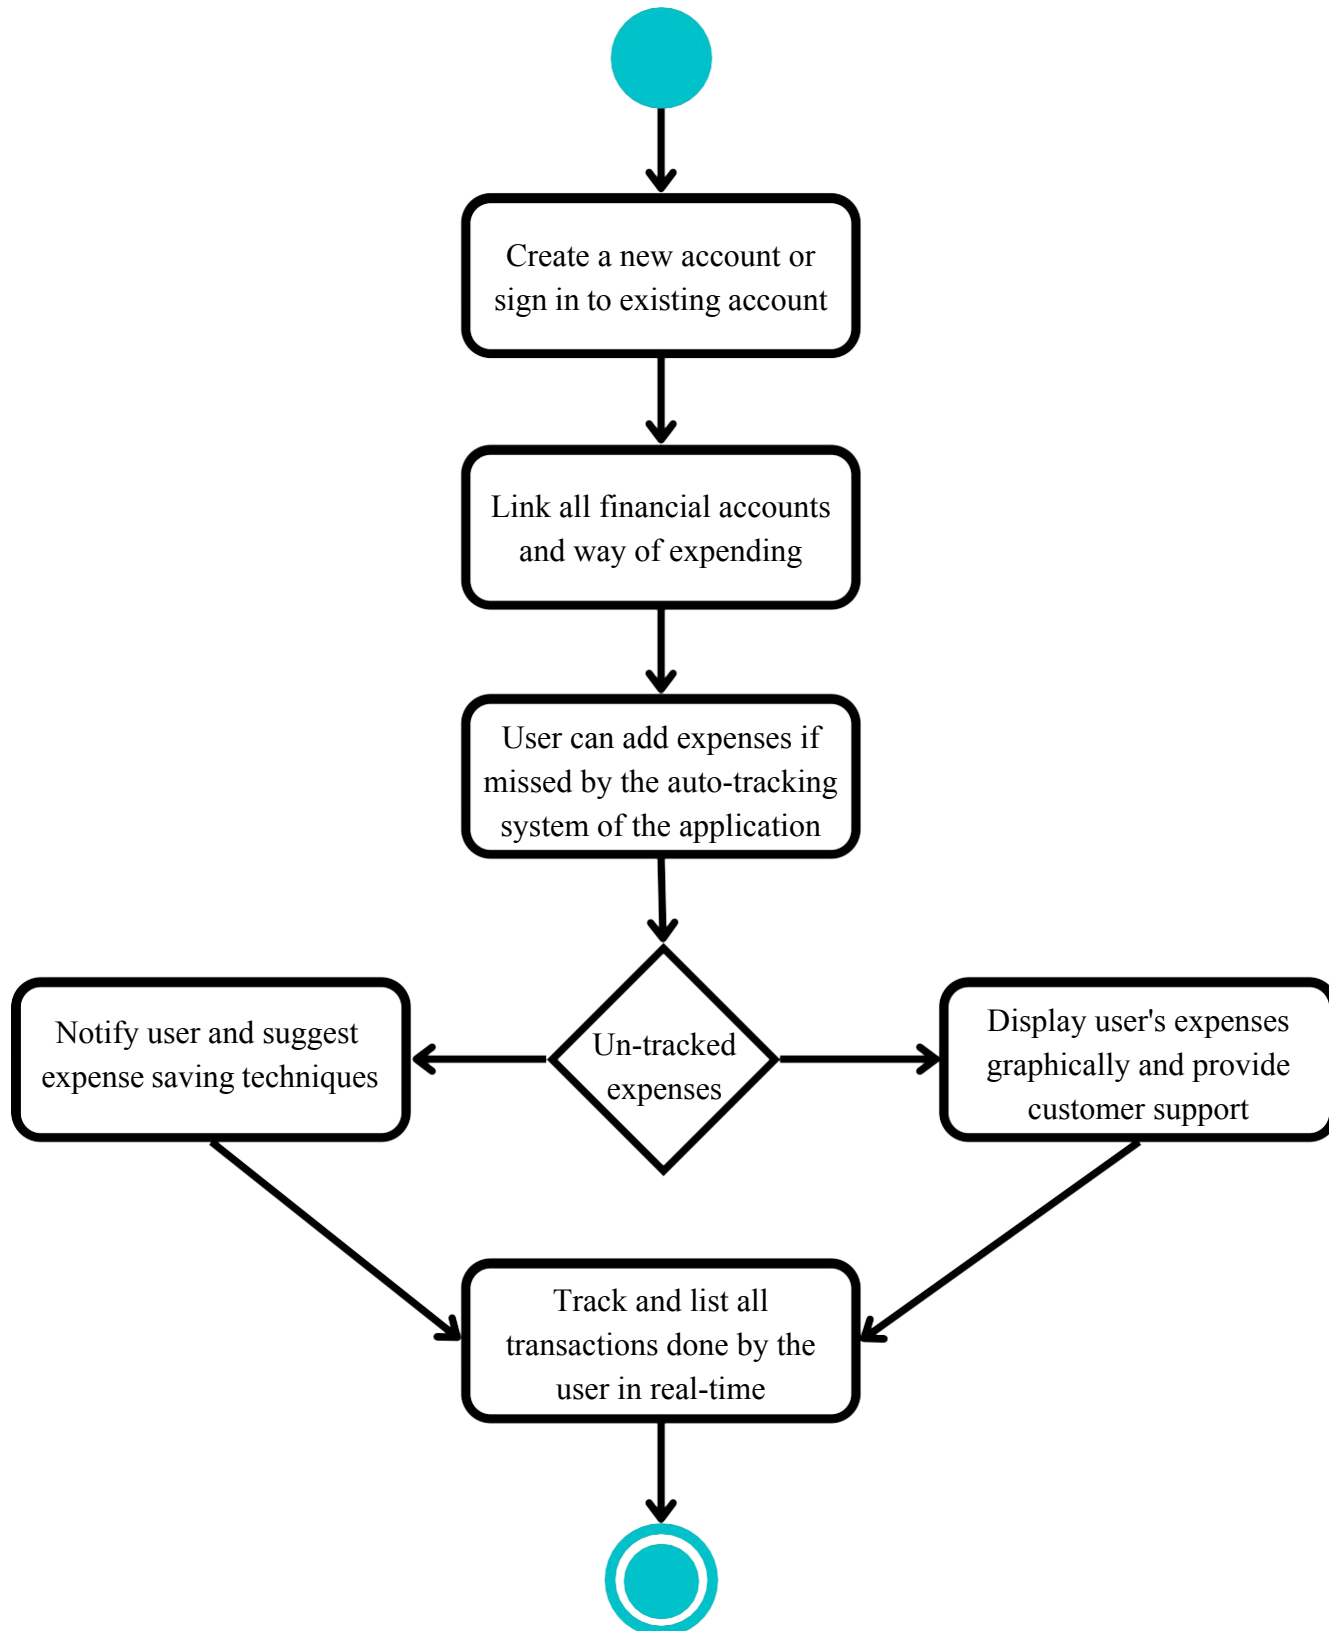 Create a new account or
sign in to existing account
Link all financial accounts
and way of expending
User can add expenses if
missed by the auto-tracking
system of the application
Notify user and suggest
expense saving techniques
Un-tracked
expenses
Display user's expenses
graphically and provide
customer support
Track and list all
transactions done by the
user in real-time